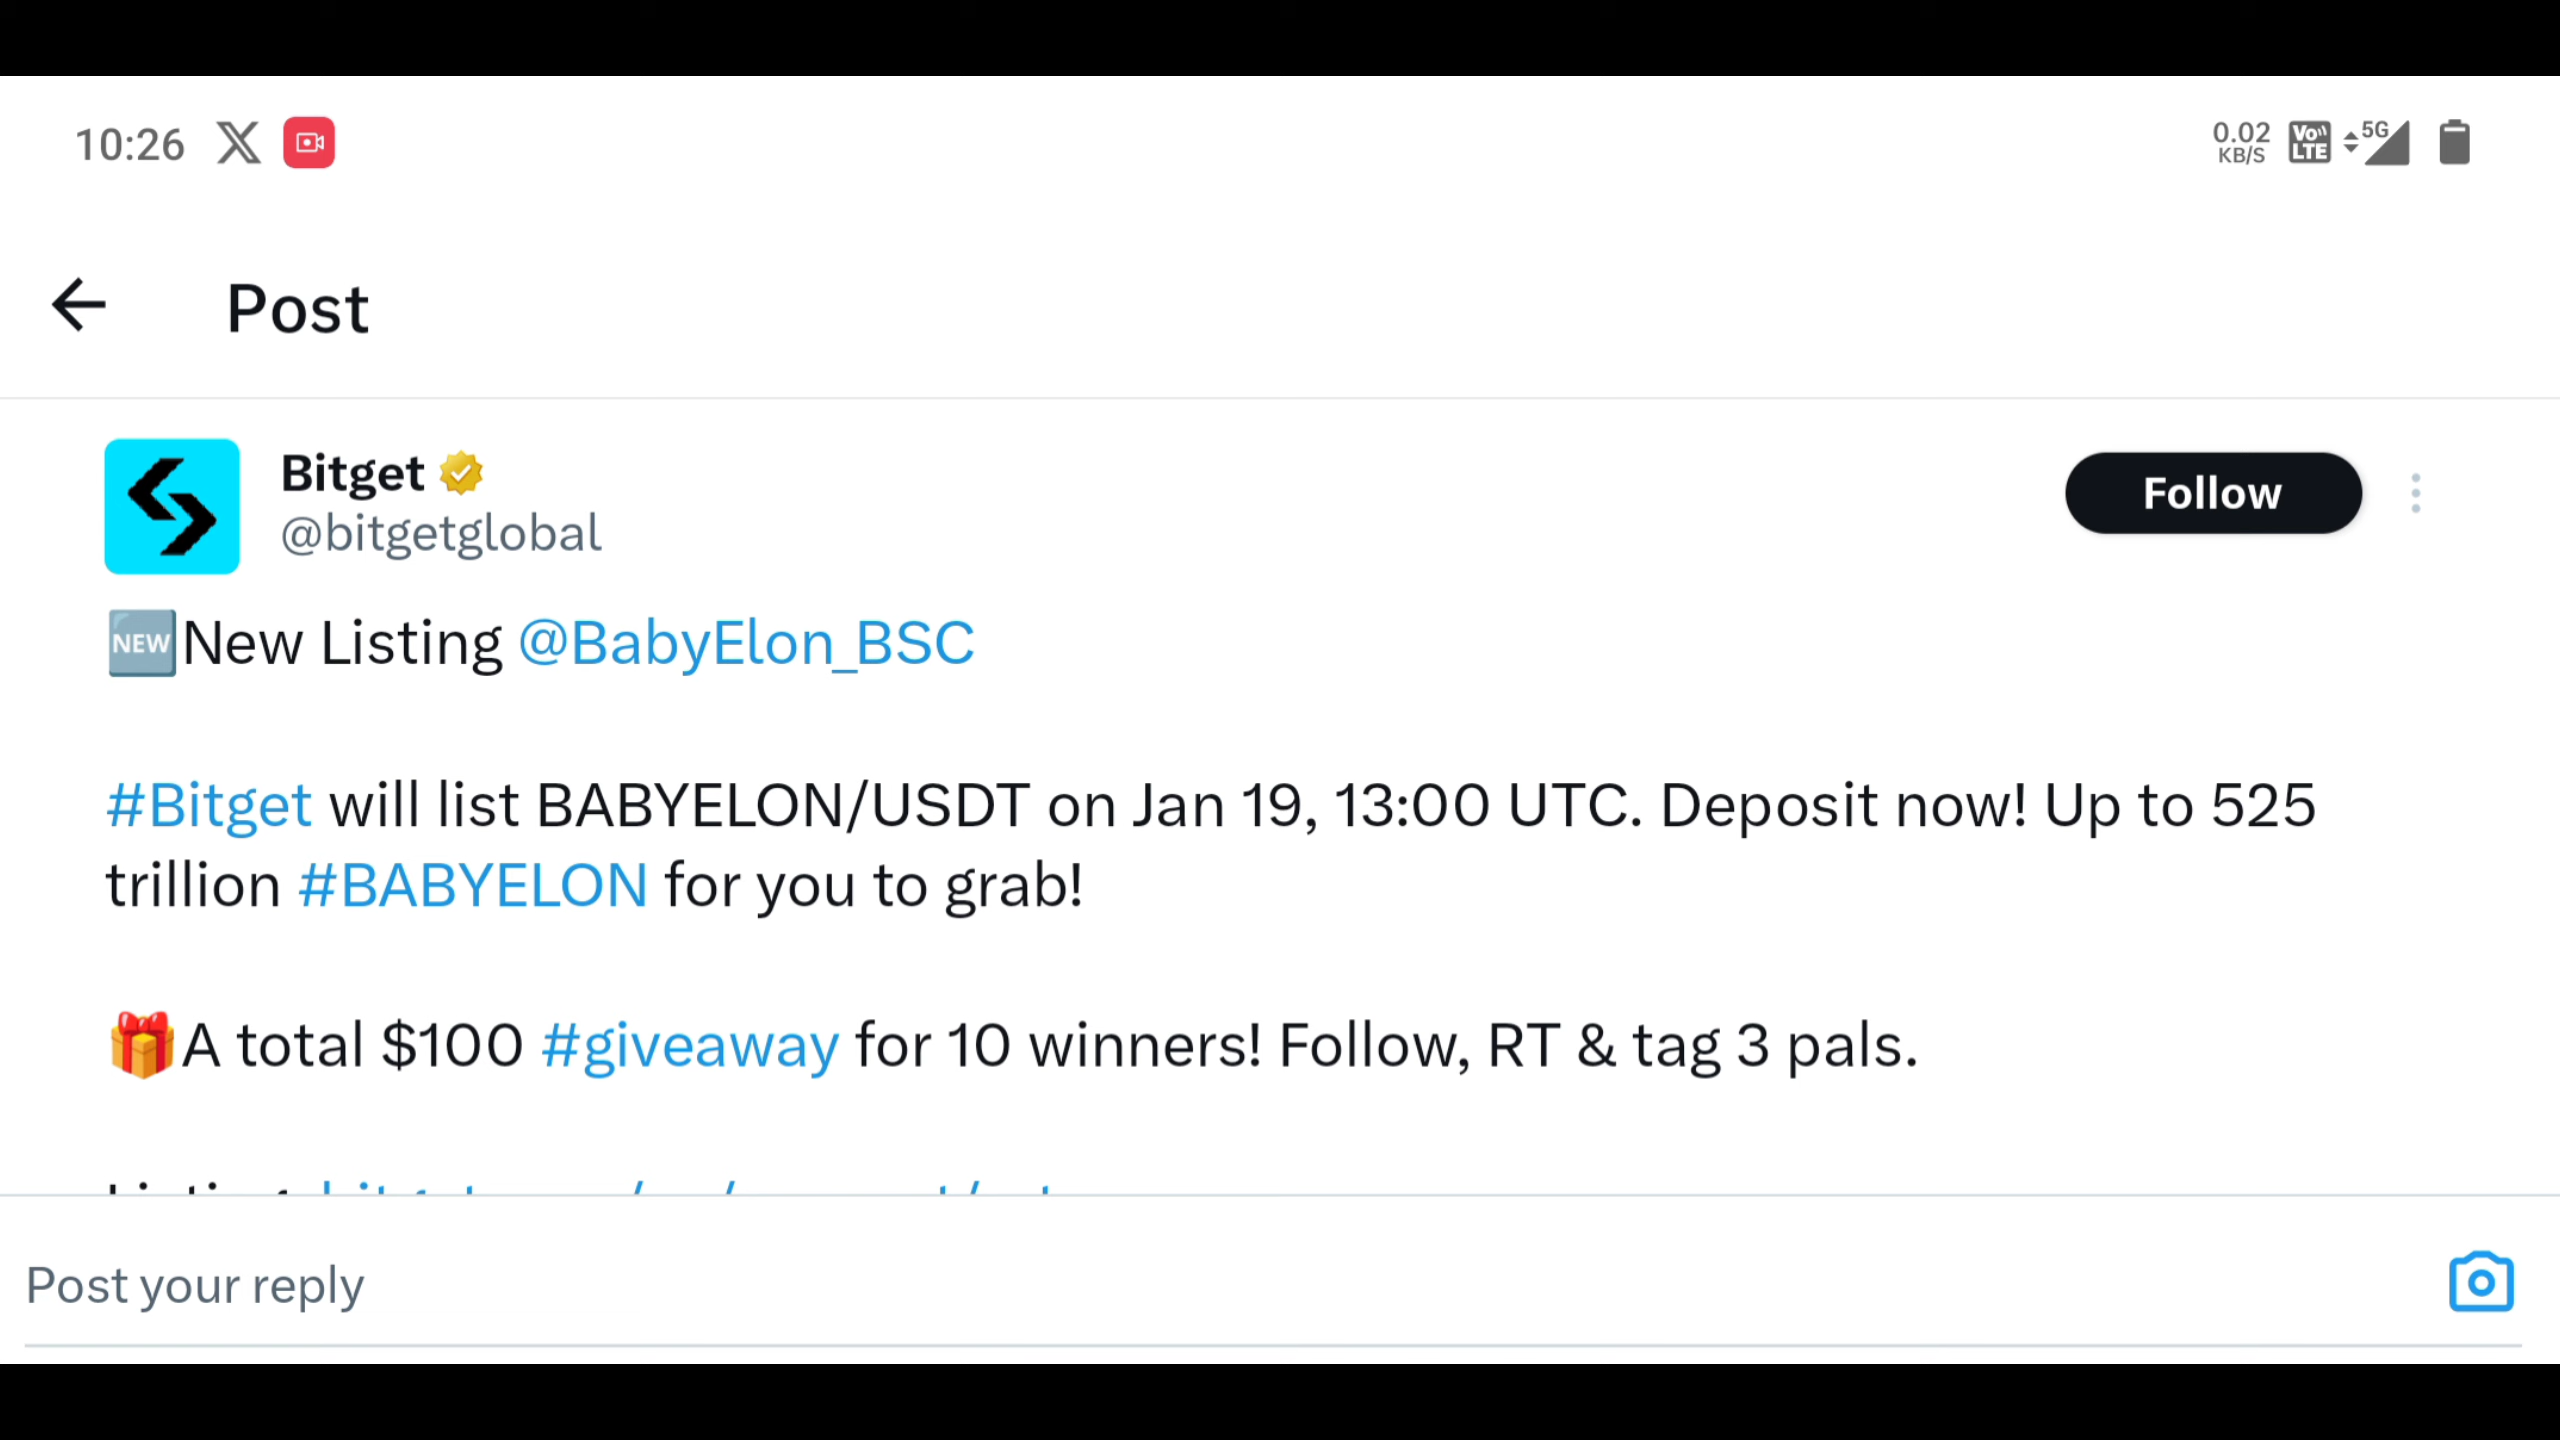 10:26
0.02
KB/S
Vo
LTE
5G
Post
Bitget
@bitgetglobal
Follow
NEW New Listing @BabyElon_BSC
#Bitget will list BABYELON/USDT on Jan 19, 13:00 UTC. Deposit now! Up to 525
trillion #BABYELON for you to grab!
A total $100 #giveaway for 10 winners! Follow, RT & tag 3 pals.
Post your reply